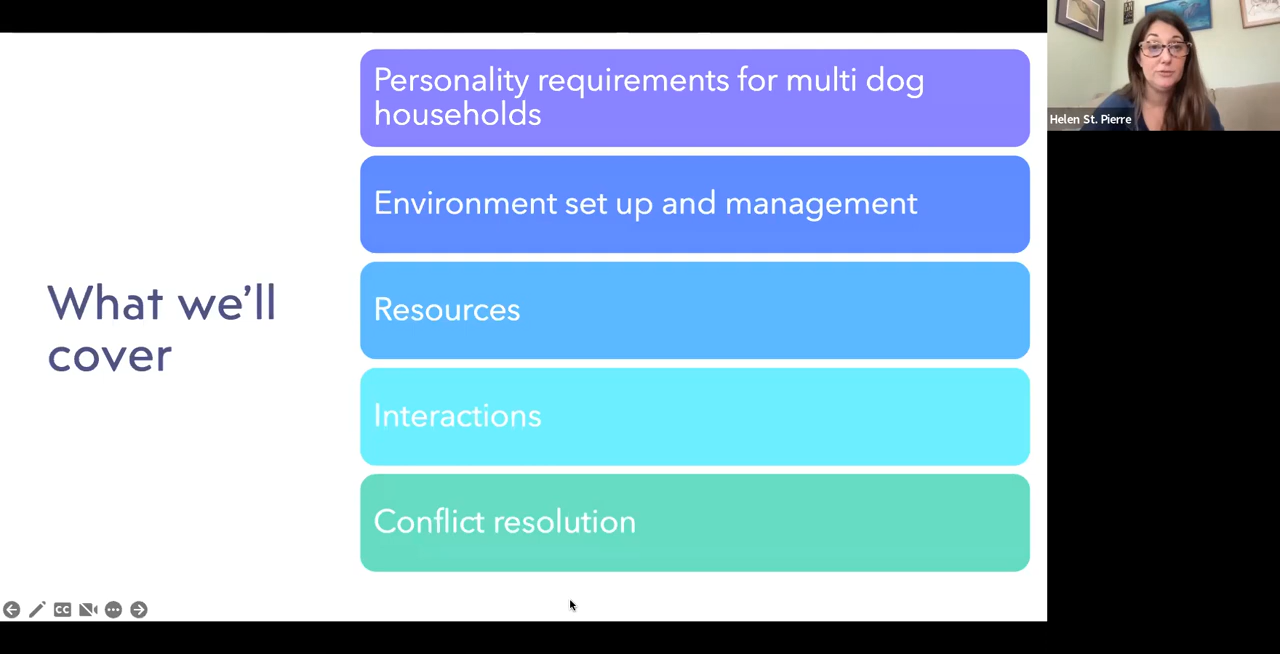 What we'll
cover
Personality requirements for multi dog
households
Environment set up and management
Resources
Interactions
Conflict resolution
CC
Helen St. Pierre